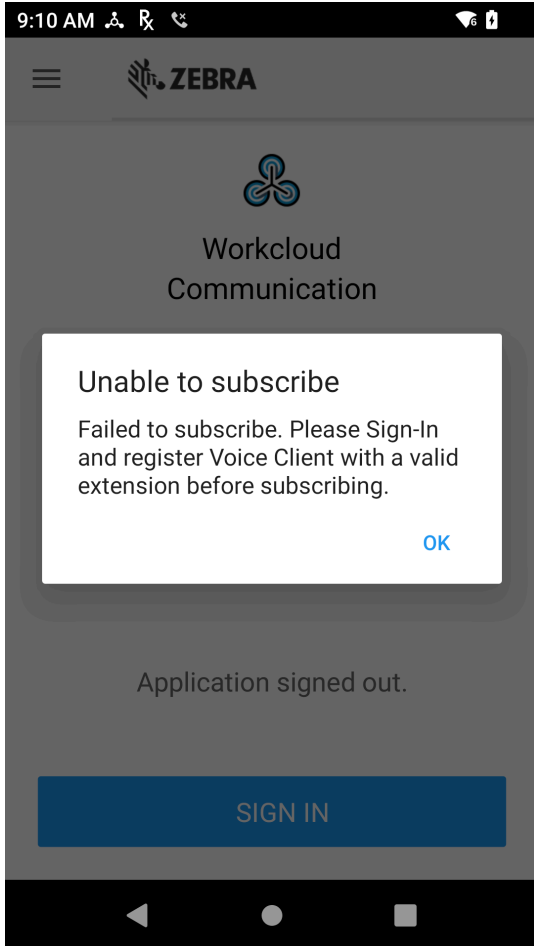 9:10 AM
ZEBRA
Workcloud
Communication
Unable to subscribe
Failed to subscribe. Please Sign-In
and register Voice Client with a valid
extension before subscribing.
OK
Application signed out.
SIGN IN